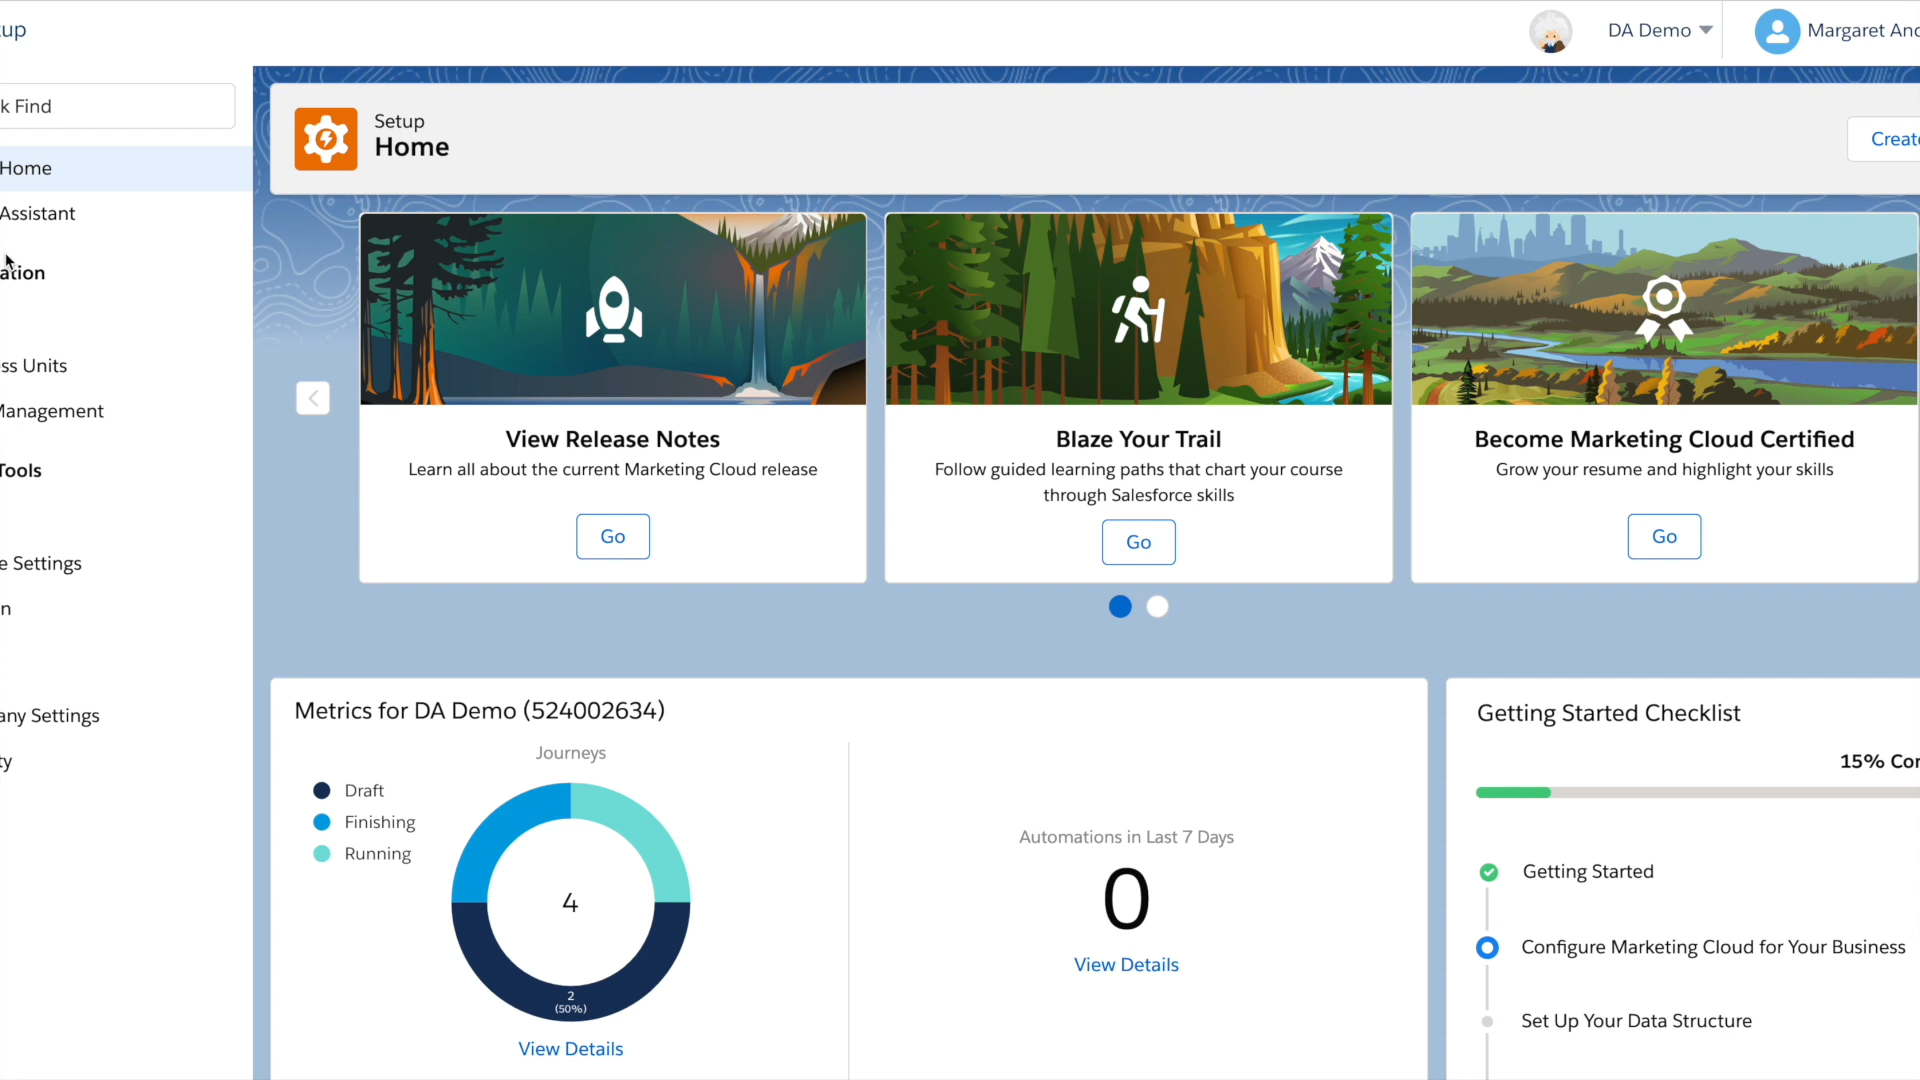 up
DA Demo
Margaret
k Find
Setup
Home
Create
Home
Assistant
ation
ss Units
Management
Tools
e Settings
n
any Settings
ty
View Release Notes
Learn all about the current Marketing Cloud release
Go
Blaze Your Trail
Follow guided learning paths that chart your course
through Salesforce skills
Go
Become Marketing Cloud Certified
Grow your resume and highlight your skills
Go
Metrics for DA Demo (524002634)
Journeys
Draft
Finishing
Running
4
2
(50%)
View Details
Automations in Last 7 Days
0
View Details
Getting Started Checklist
15% Co
Getting Started
Configure Marketing Cloud for Your Business
Set Up Your Data Structure